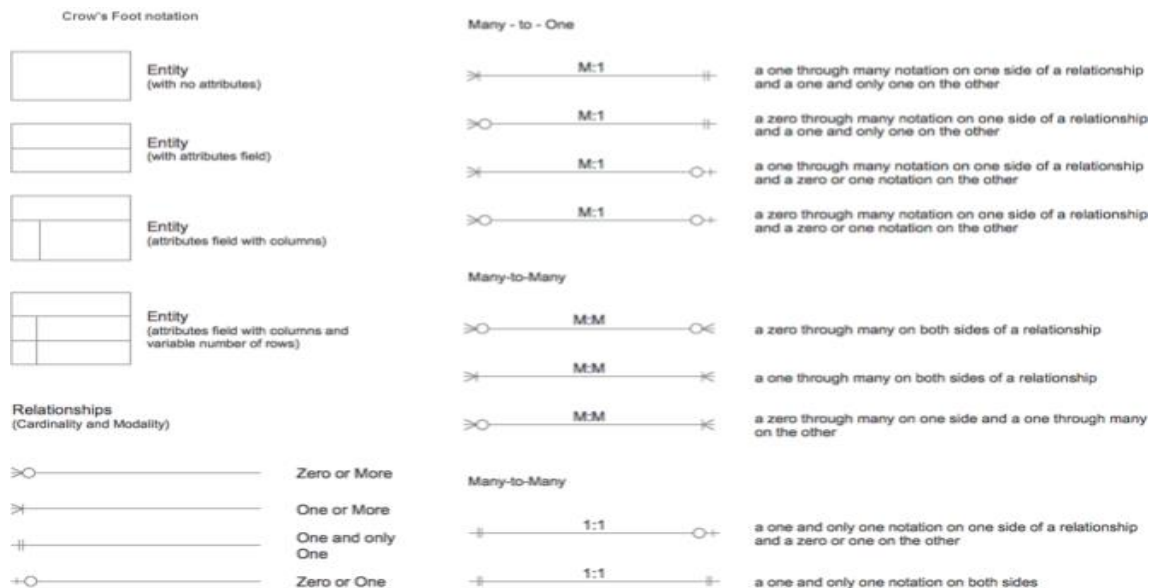 Crow's Foot notation
Entity
(with no attributes)
Entity
(with attributes field)
Entity
(attributes field with columns)
Entity
(attributes field with columns and
variable number of rows)
Relationships
(Cardinality and Modality)
Zero or More
One or More
One and only
One
Zero or One
Many - to - One
M:1
a one through many notation on one side of a relationship
and a one and only one on the other
M:1
a zero through many notation on one side of a relationship
and a one and only one on the other
M:1
a one through many notation on one side of a relationship
and a zero or one notation on the other
M:1
a zero through many notation on one side of a relationship
and a zero or one notation on the other
Many-to-Many
M:M
a zero through many on both sides of a relationship
M:M
a one through many on both sides of a relationship
M:M
a zero through many on one side and a one through many
on the other
Many-to-Many
1:1
a one and only one notation on one side of a relationship
and a zero or one on the other
1:1
a one and only one notation on both sides